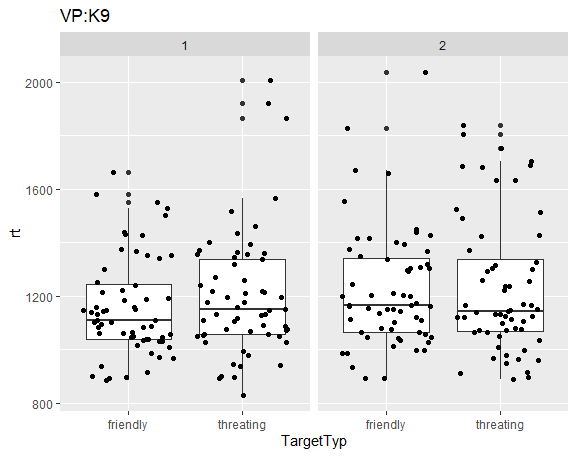 VP:K9
1 2
rt
2000
1600
1200
800
friendly threating friendly threating
TargetTyp